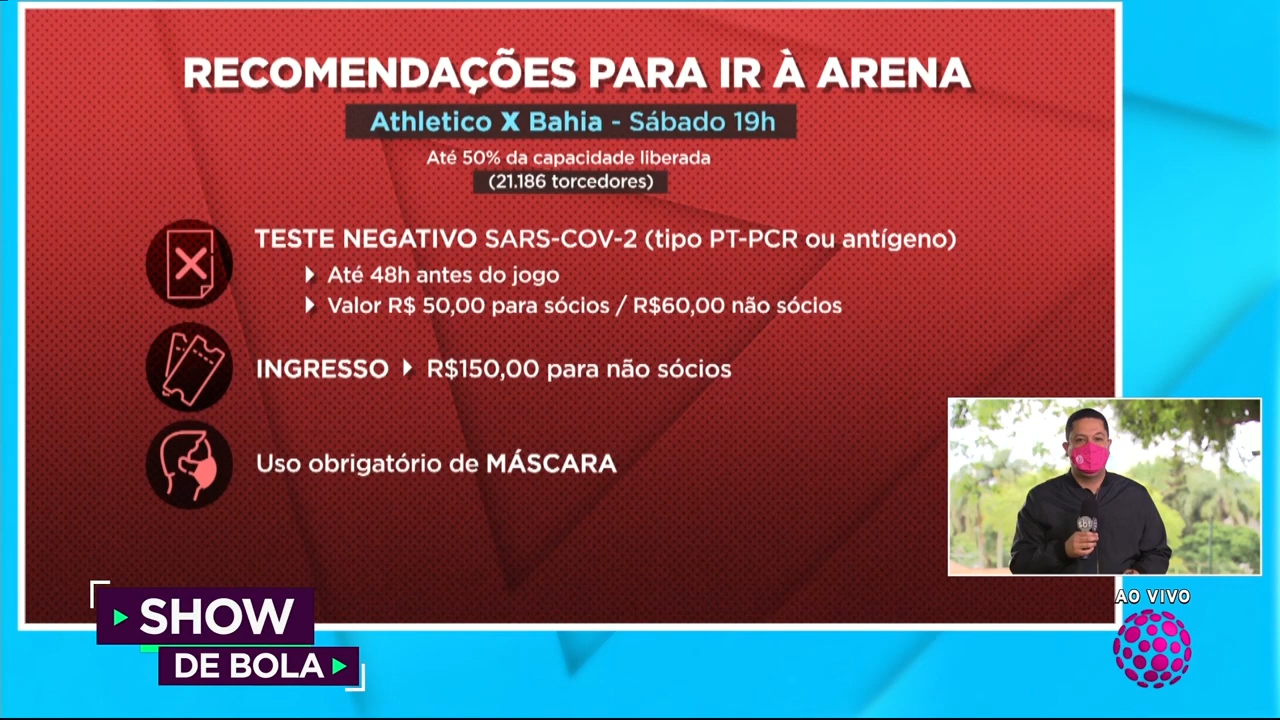 RECOMENDAÇÕES PARA IR À ARENA
Athletico X Bahia - Sábado 19h
Até 50% da capacidade liberada
(21.186 torcedores)
TESTE NEGATIVO SARS-COV-2 (tipo PT-PCR ou antígeno)
Até 48h antes do jogo
Valor R$ 50,00 para sócios / R$60,00 não sócios
INGRESSO R$150,00 para não sócios
Uso obrigatório de MÁSCARA
sbt
SHOW
DE BOLA
AO VIVO